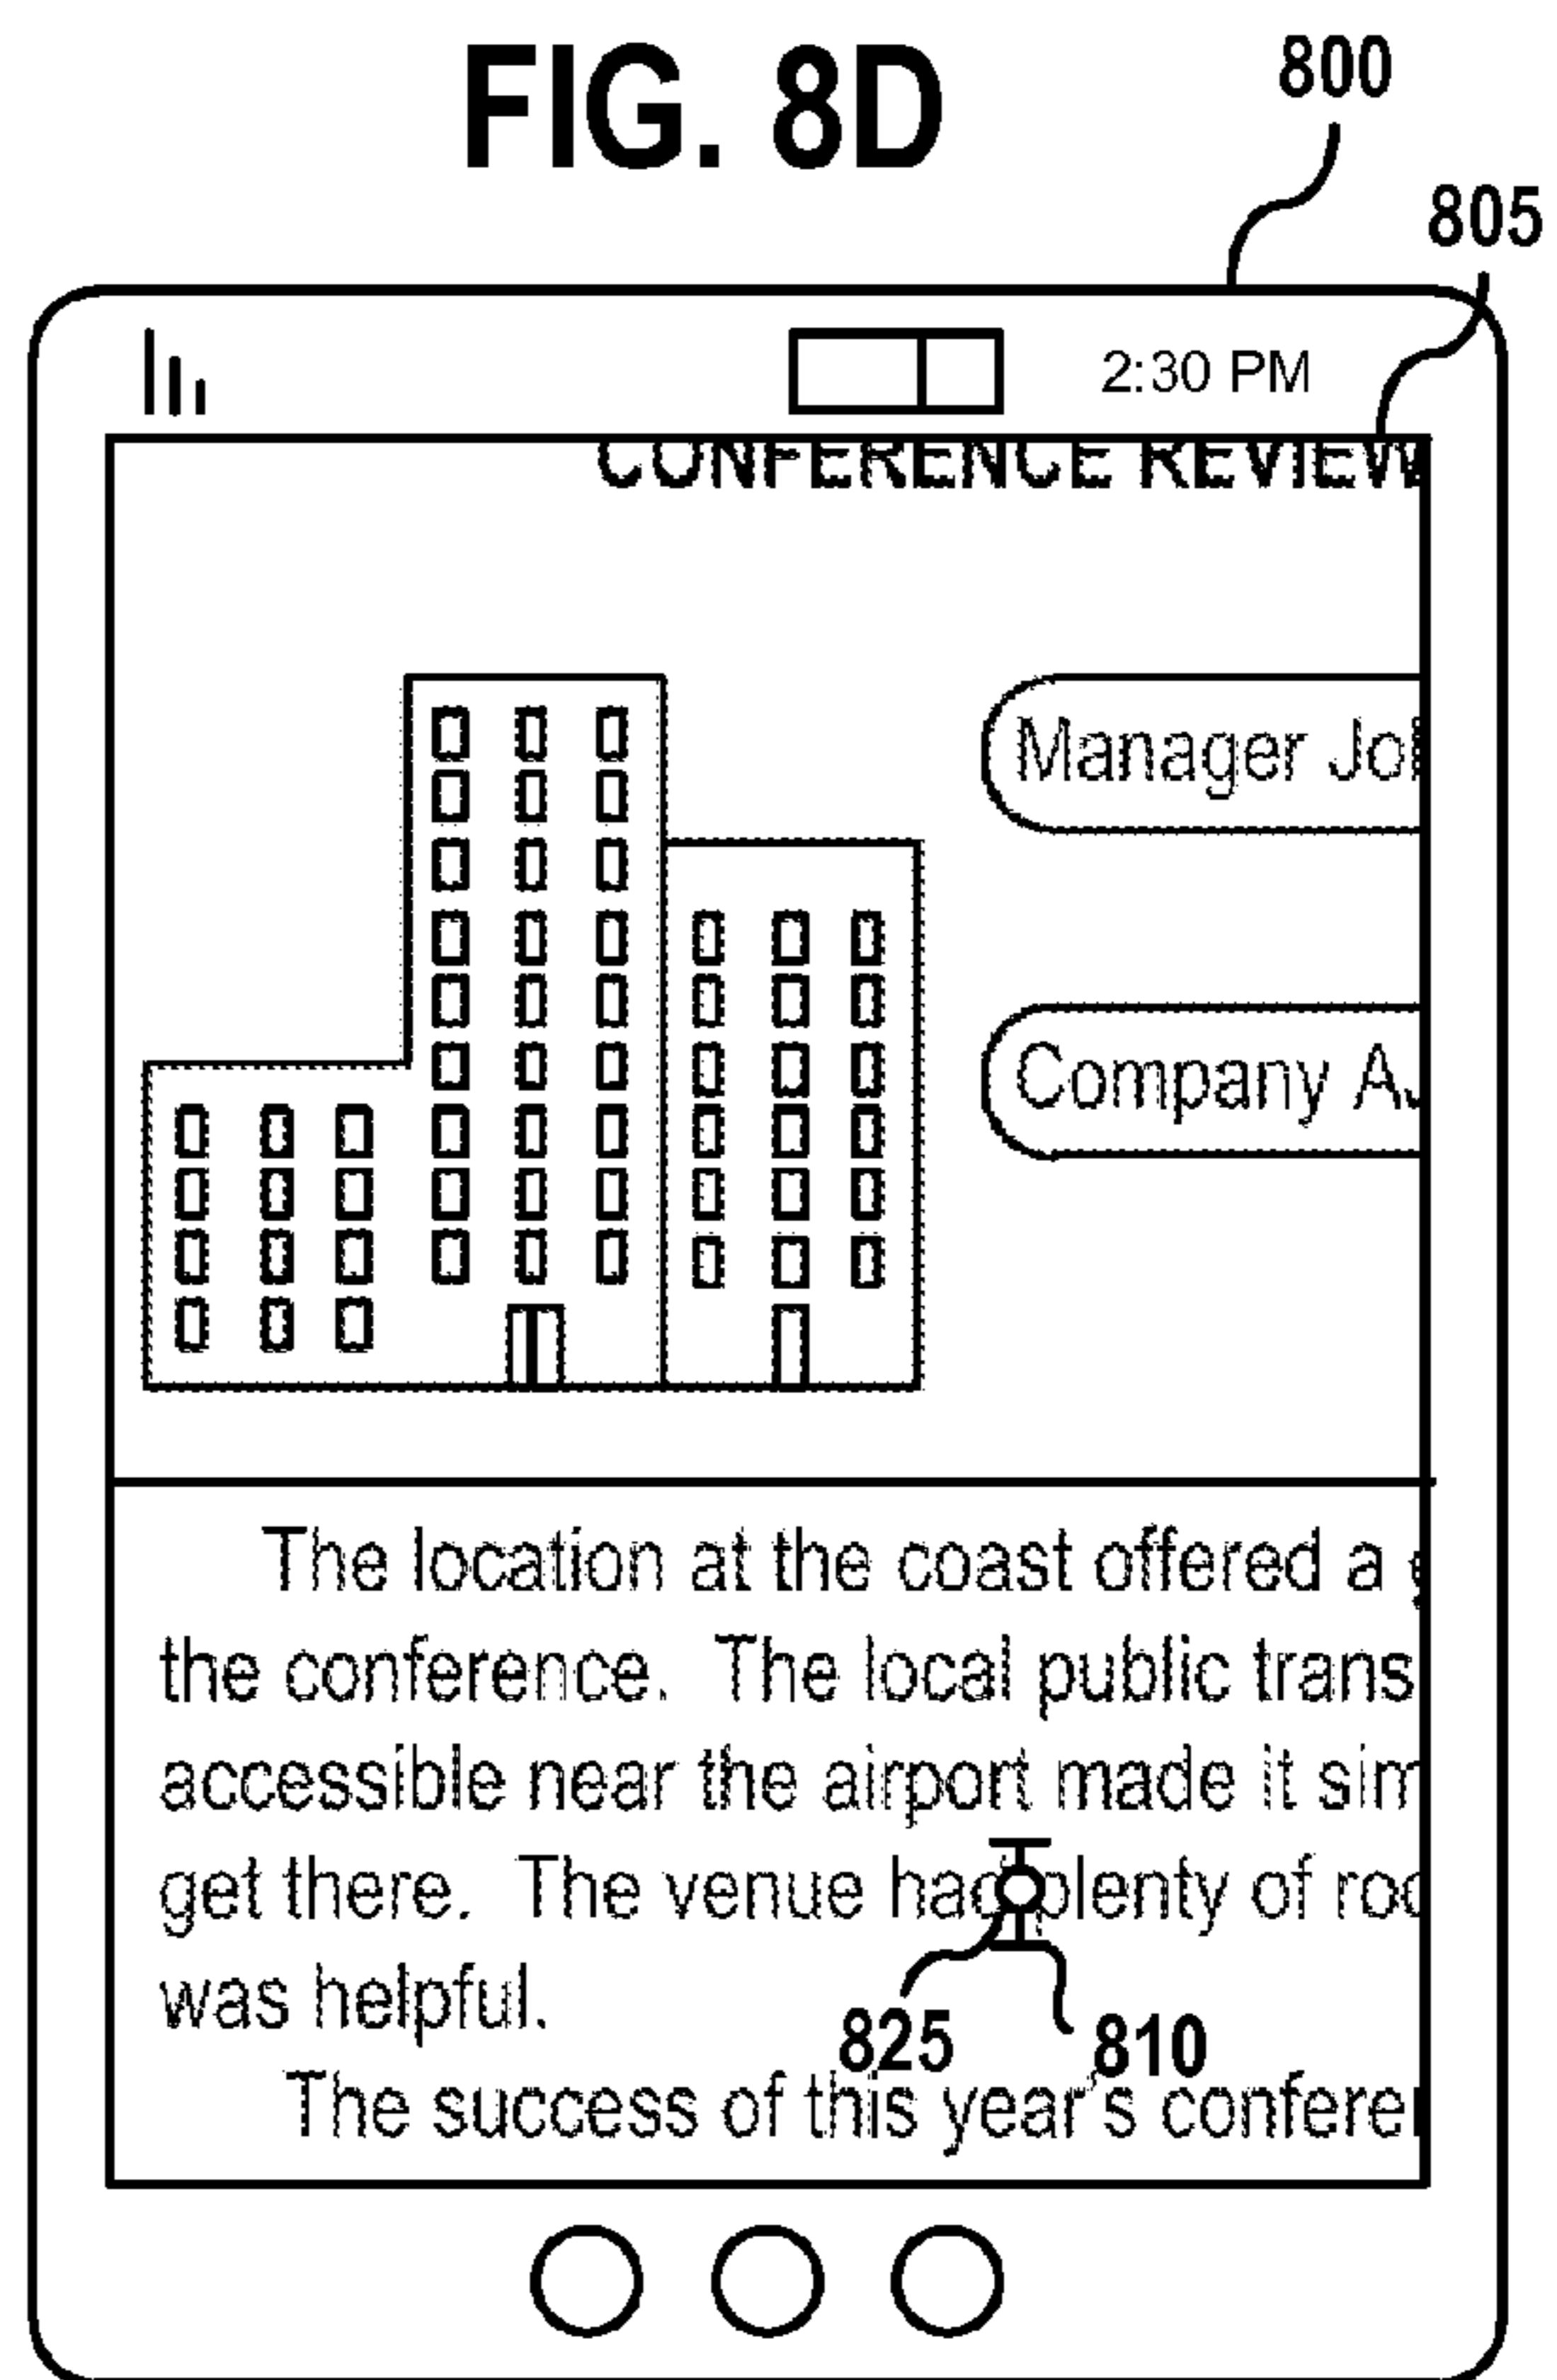 FIG. 8D
800
805
2:30 PM
CONFERENCE REVIEW
Manager
Company
The location at the coast offered a
the conference. The local public trans
accessible near the airport made it sim
get there. The venue had plenty of
was helpful.
825
810
The success of this year's